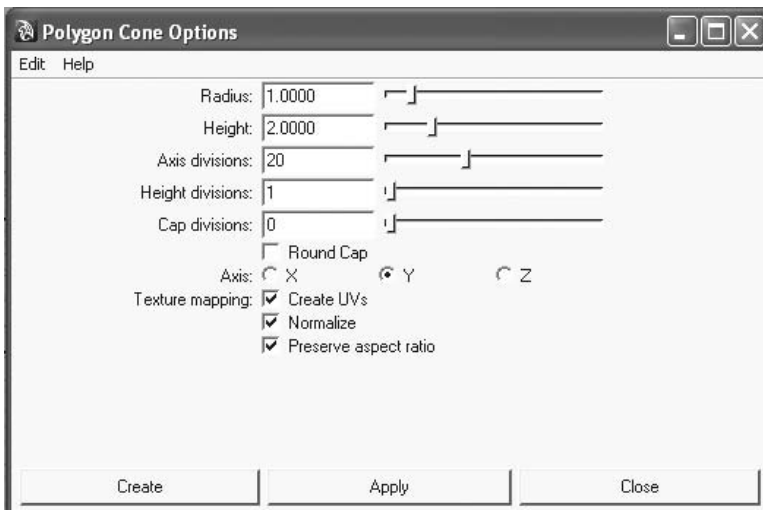 Polygon Cone Options
Edit Help
Radius: 1.0000
Height: 2.0000
Axis divisions: 20
Height divisions: 1
Cap divisions: 0
Round Cap
Axis: X Y Z
Texture mapping: Create UVs
Normalize
Preserve aspect ratio
Create Apply Close